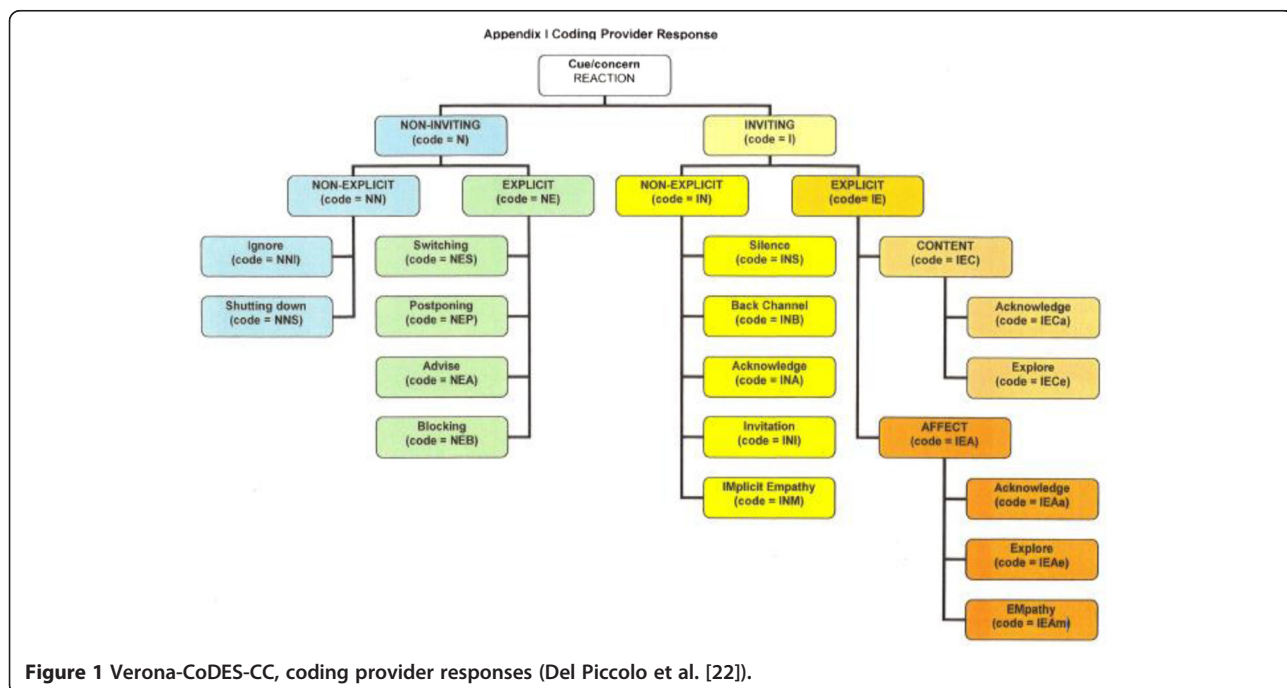 Appendix I Coding Provider Response
Cue/concern
REACTION
NON-INVITING
(code = N)
INVITING
(code = I)
NON-EXPLICIT
(code = NN)
EXPLICIT
(code = NE)
NON-EXPLICIT
(code = IN)
EXPLICIT
(code= IE)
Ignore
(code = NNI)
Switching
(code = NES)
Silence
(code = INS)
CONTENT
(code = IEC)
Shutting down
(code = NNS)
Postponing
(code = NEP)
Back Channel
(code = INB)
Acknowledge
(code = IECa)
Advise
(code = NEA)
Acknowledge
(code = INA)
Explore
(code = IECe)
Blocking
(code = NEB)
Invitation
(code = INI)
AFFECT
(code = IEA)
IMplicit Empathy
(code = INM)
Acknowledge
(code = IEAa)
Explore
(code = IEAe)
EMpathy
(code = IEAm)
Figure 1 Verona-CoDES-CC, coding provider responses (Del Piccolo et al. [22]).